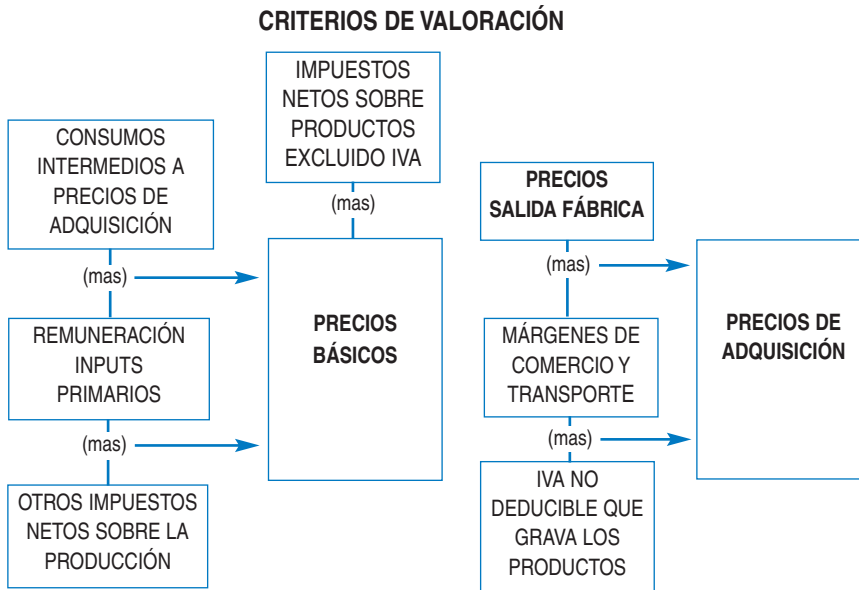 CRITERIOS DE VALORACIÓN
CONSUMOS
INTERMEDIOS A
PRECIOS DE
ADQUISICIÓN
(mas)
REMUNERACIÓN
INPUTS
PRIMARIOS
(mas)
OTROS IMPUESTOS
NETOS SOBRE LA
PRODUCCIÓN
IMPUESTOS
NETOS SOBRE
PRODUCTOS
EXCLUIDO IVA
(mas)
PRECIOS
BÁSICOS
PRECIOS
SALIDA FÁBRICA
(mas)
MÁRGENES DE
COMERCIO Y
TRANSPORTE
(mas)
IVA NO
DEDUCIBLE QUE
GRAVA LOS
PRODUCTOS
PRECIOS DE
ADQUISICIÓN